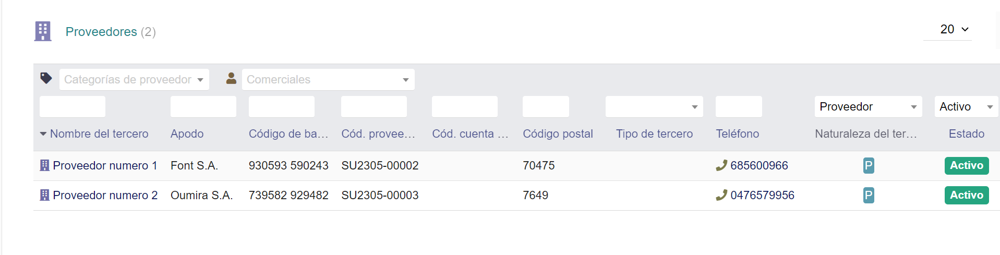 Proveedores (2)
20
Categorías de proveedor Comerciales
Proveedor Activo
Nombre del tercero Apodo Código de ba... Cód. provee... Cód. cuenta ... Código postal Tipo de tercero Teléfono Naturaleza del ter... Estado
Proveedor numero 1 Font S.A. 930593 590243 SU2305-00002 70475 685600966 P Activo
Proveedor numero 2 Oumira S.A. 739582 929482 SU2305-00003 7649 0476579956 P Activo